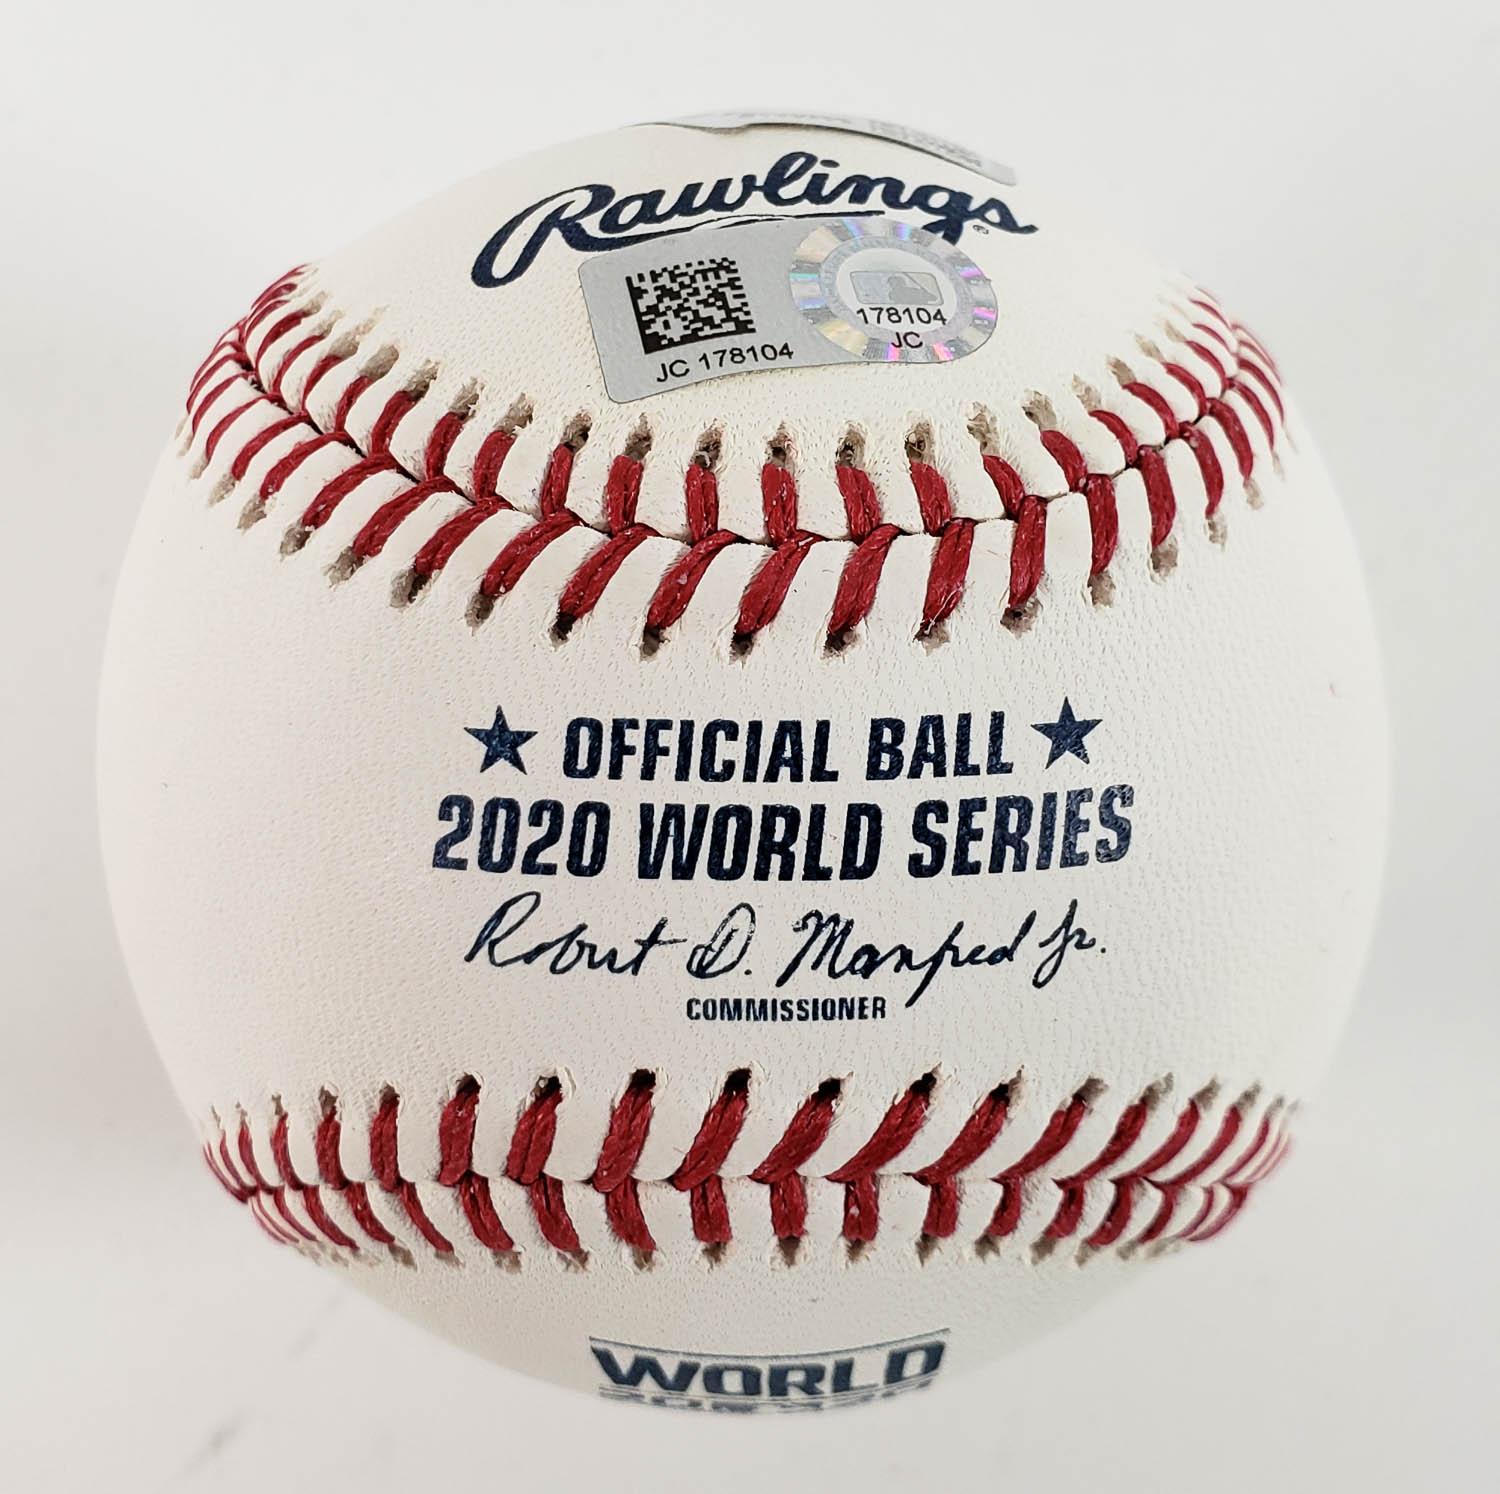 Rawlings
®
178104
JC
JC 178104
★ OFFICIAL BALL ★
2020 WORLD SERIES
Robert D. Manfred Jr.
COMMISSIONER
WORLD